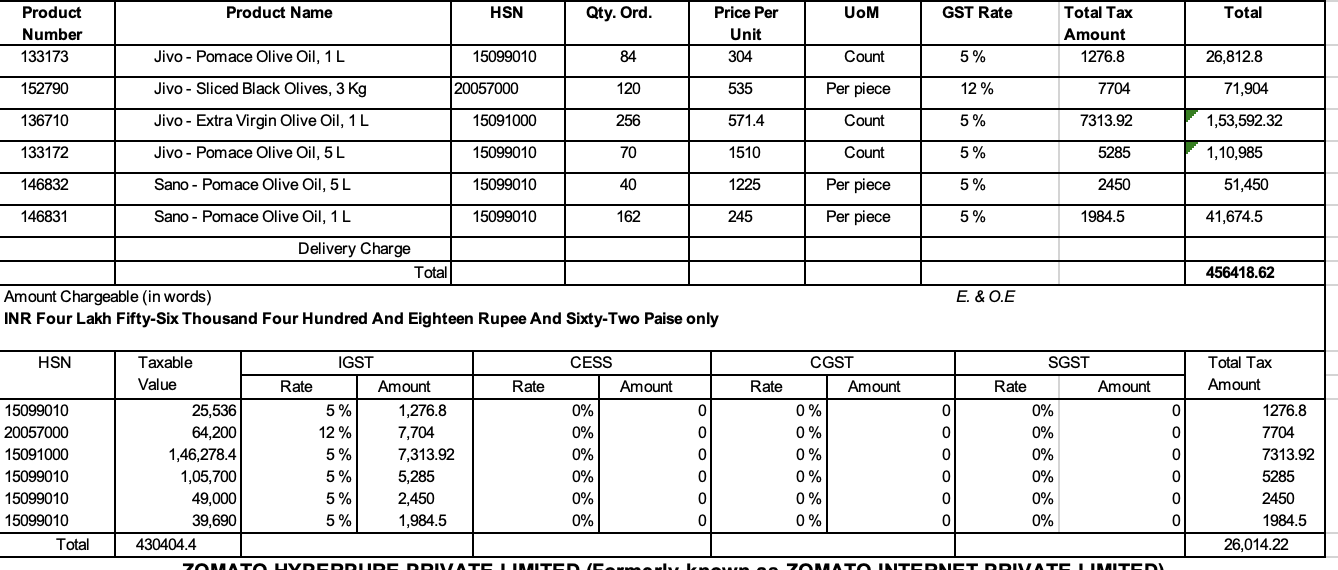 Product Number Product Name HSN Qty. Ord. Price Per Unit UoM GST Rate Total Tax Amount Total
133173 Jivo - Pomace Olive Oil, 1 L 15099010 84 304 Count 5 % 1276.8 26,812.8
152790 Jivo - Sliced Black Olives, 3 Kg 20057000 120 535 Per piece 12 % 7704 71,904
136710 Jivo - Extra Virgin Olive Oil, 1 L 15091000 256 571.4 Count 5 % 7313.92 1,53,592.32
133172 Jivo - Pomace Olive Oil, 5 L 15099010 70 1510 Count 5 % 5285 1,10,985
146832 Sano - Pomace Olive Oil, 5 L 15099010 40 1225 Per piece 5 % 2450 51,450
146831 Sano - Pomace Olive Oil, 1 L 15099010 162 245 Per piece 5 % 1984.5 41,674.5
Delivery Charge
Total 456418.62
Amount Chargeable (in words) E. & O.E
INR Four Lakh Fifty-Six Thousand Four Hundred And Eighteen Rupee And Sixty-Two Paise only
HSN Taxable Value IGST CESS CGST SGST Total Tax Amount
Rate Amount Rate Amount Rate Amount Rate Amount
15099010 25,536 5 % 1,276.8 0% 0 0 % 0 0% 0 1276.8
20057000 64,200 12 % 7,704 0% 0 0 % 0 0% 0 7704
15091000 1,46,278.4 5 % 7,313.92 0% 0 0 % 0 0% 0 7313.92
15099010 1,05,700 5 % 5,285 0% 0 0 % 0 0% 0 5285
15099010 49,000 5 % 2,450 0% 0 0 % 0 0% 0 2450
15099010 39,690 5 % 1,984.5 0% 0 0 % 0 0% 0 1984.5
Total 430404.4 26,014.22
ZOMATO HYPERPURE PRIVATE LIMITED (Formerly known as ZOMATO INTERNET PRIVATE LIMITED)